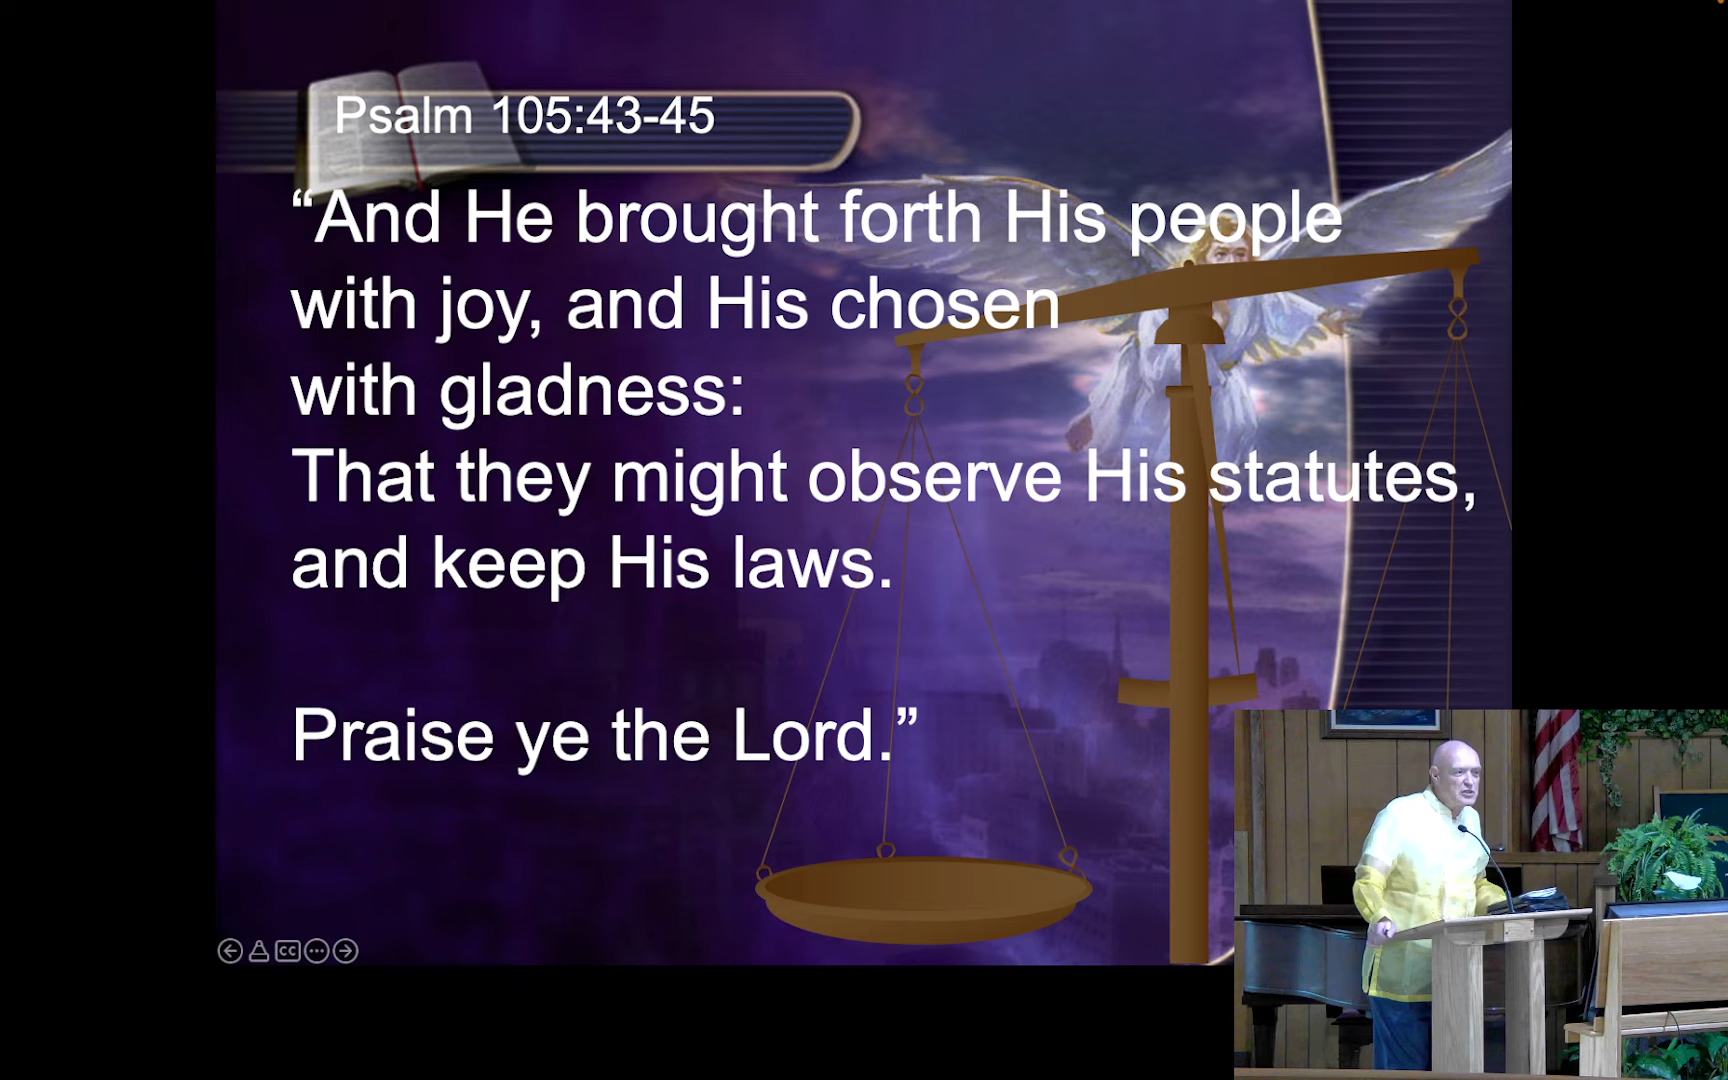 Psalm 105:43-45
“And He brought forth His people
with joy, and His chosen
with gladness:
That they might observe His statutes,
and keep His laws.
Praise ye the Lord.”
CC